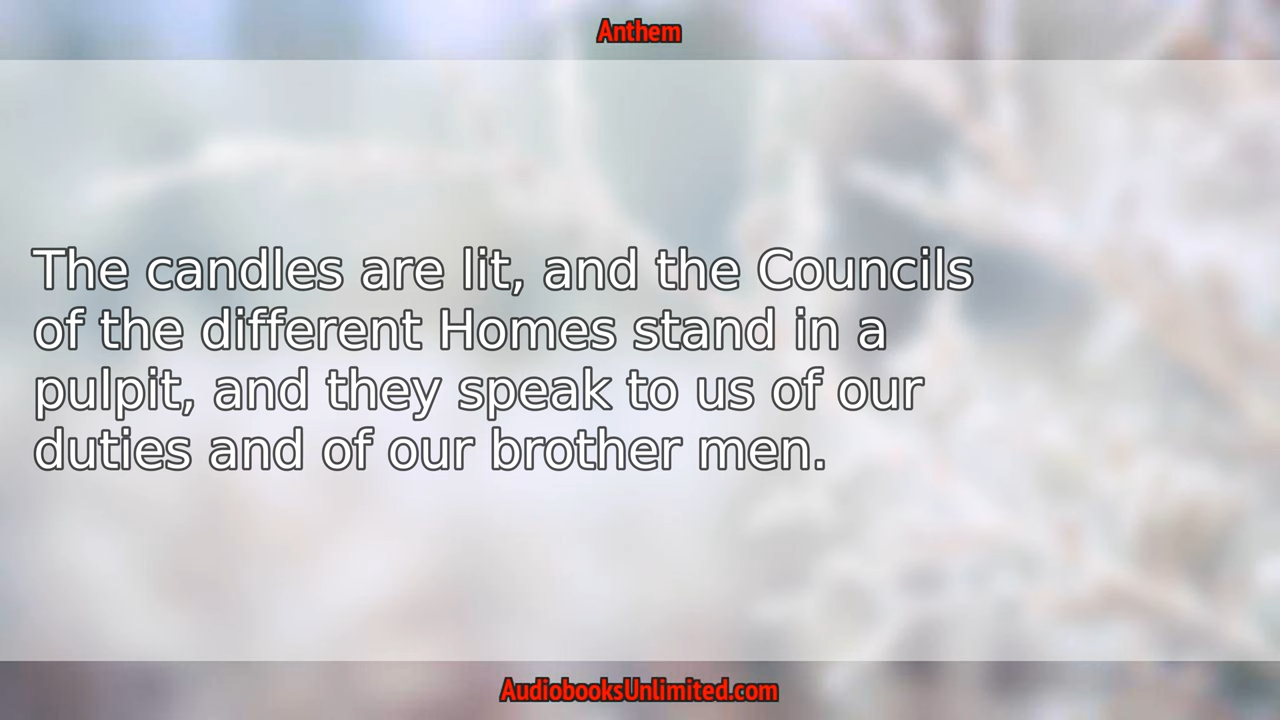 Anthem
The candles are lit, and the Councils
of the different Homes stand in a
pulpit, and they speak to us of our
duties and of our brother men.
AudiobooksUnlimited.com